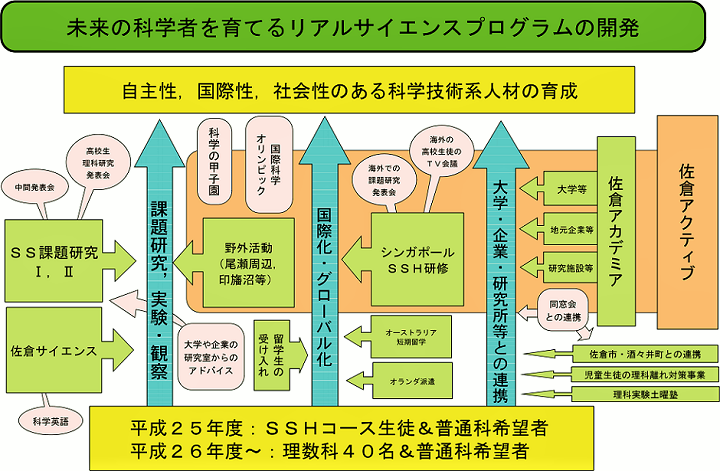 未来の科学者を育てるリアルサイエンスプログラムの開発
自主性，国際性，社会性のある科学技術系人材の育成
科学の甲子園
国際科学
オリンピック
海外の
高校生徒の
ＴＶ会議
高校生
理科研究
発表会
中間発表会
海外での
課題研究
発表会
ＳＳ課題研究
Ⅰ，Ⅱ
課題研究，実験・観察
野外活動
（尾瀬周辺，
印旛沼等）
国際化・グローバル化
シンガポール
ＳＳＨ研修
大学・企業・研究所等との連携
大学等
地元企業等
研究施設等
佐倉アカデミア
佐倉アクティブ
同窓会
との連携
佐倉サイエンス
科学英語
大学や企業の
研究室からの
アドバイス
留学生の
受け入れ
オーストラリア
短期留学
オランダ派遣
佐倉市・酒々井町との連携
児童生徒の理科離れ対策事業
理科実験土曜塾
平成２５年度：ＳＳＨコース生徒＆普通科希望者
平成２６年度～：理数科４０名＆普通科希望者